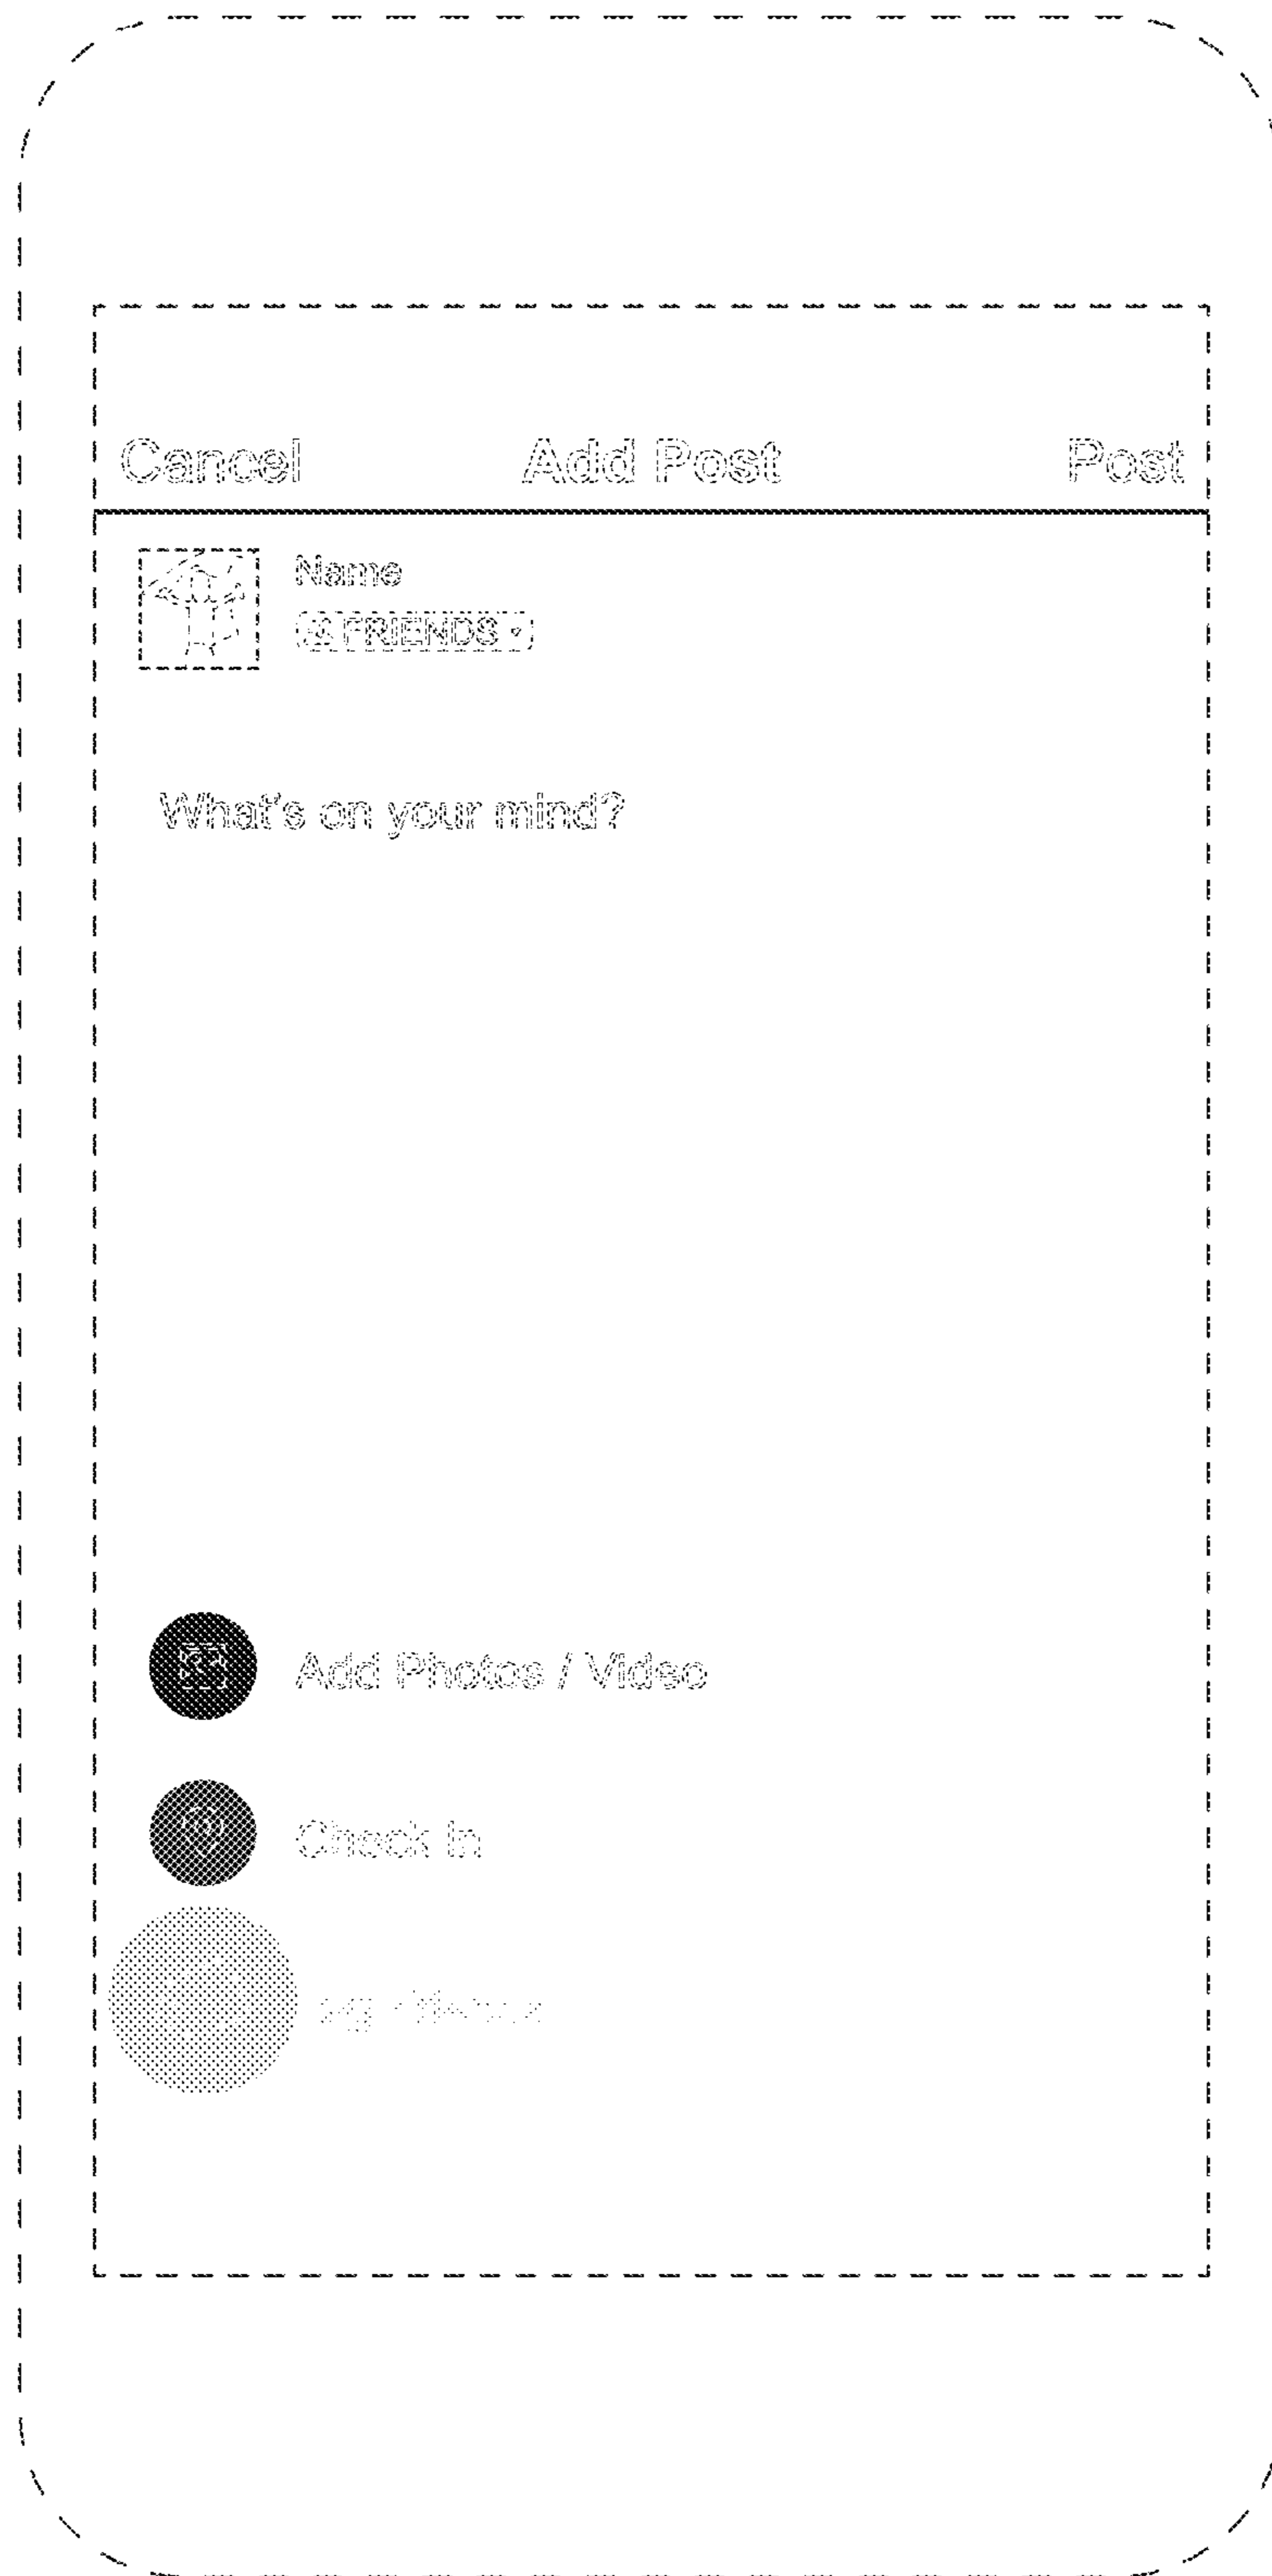 Cancel Add Post Post
Name
FRIENDS
What's on your mind?
Add Photos / Video
Check In